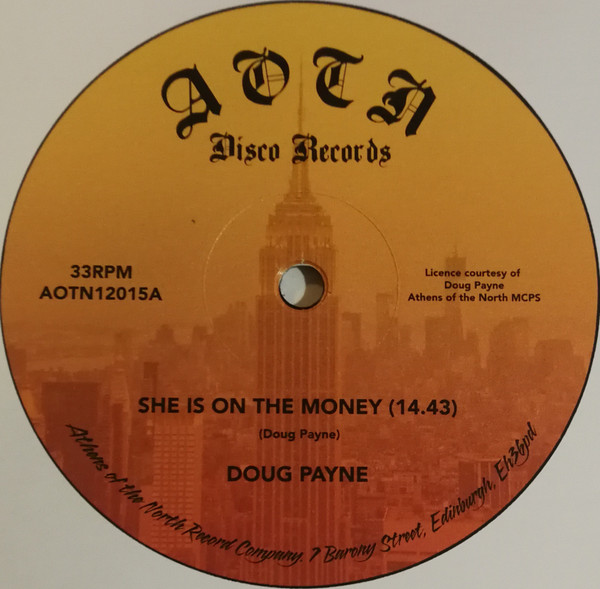 AOTN
Disco Records
33RPM
AOTN12015A
Licence courtesy of
Doug Payne
Athens of the North MCPS
SHE IS ON THE MONEY (14.43)
(Doug Payne)
DOUG PAYNE
Athens of the North Record Company. 7 Barony Street, Edinburgh, Eh36pd